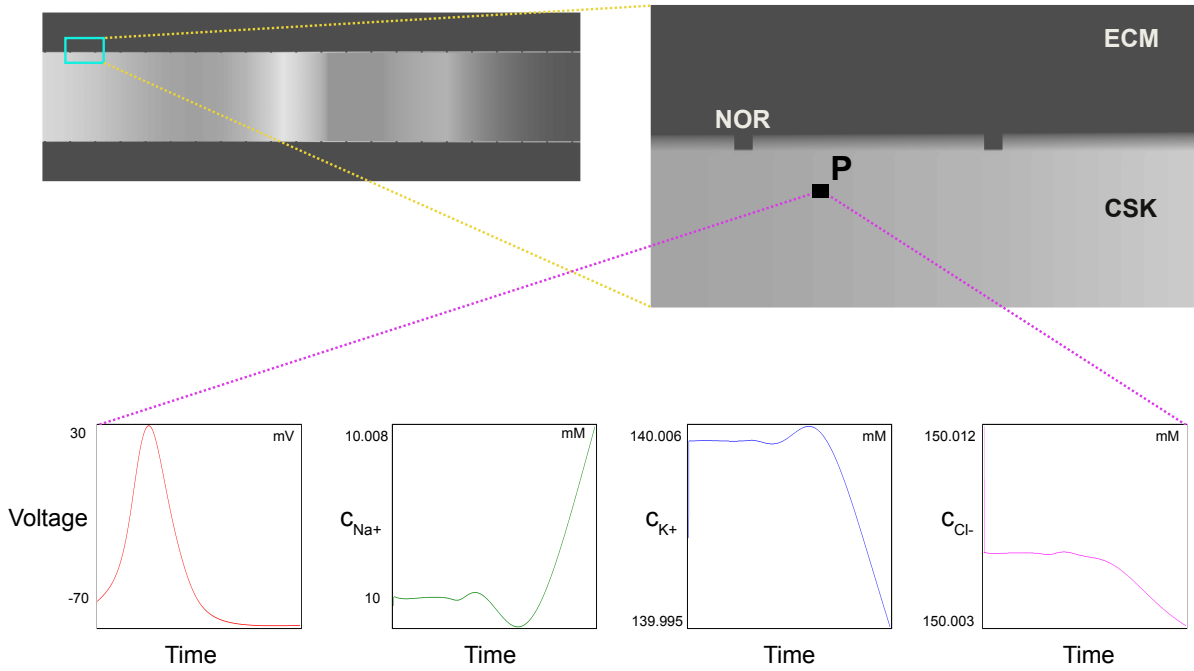 ECM
NOR
P
CSK
30
mV
Voltage
-70
Time
10.008
mM
cNa+
10
Time
140.006
mM
cK+
139.995
Time
150.012
mM
cCl-
150.003
Time